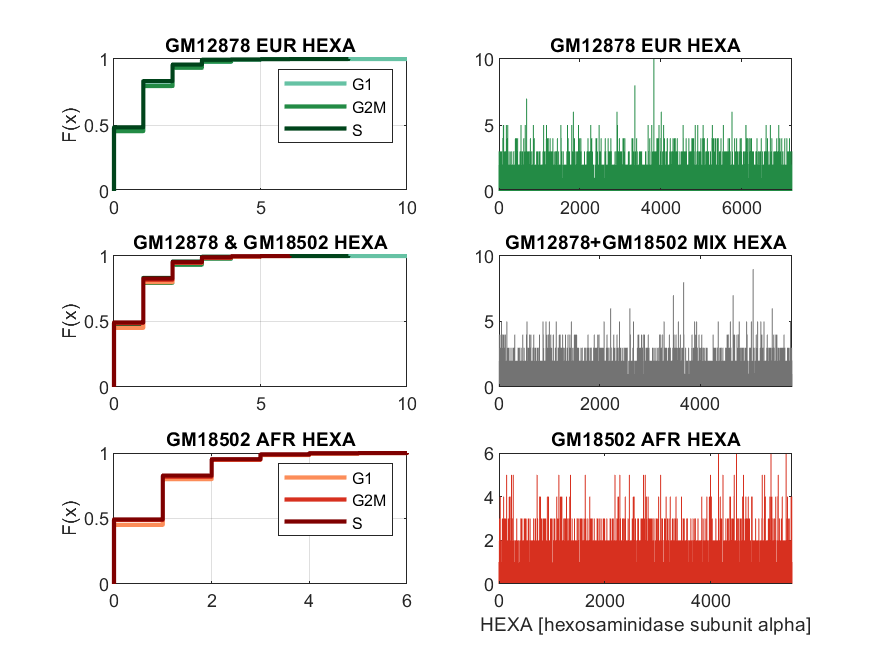 GM12878 EUR HEXA
1
0.5
0
F(x)
0 5 10
G1
G2M
S
GM12878 EUR HEXA
10
5
0
0 2000 4000 6000
GM12878 & GM18502 HEXA
1
0.5
0
F(x)
0 5 10
GM12878+GM18502 MIX HEXA
10
5
0
0 2000 4000
GM18502 AFR HEXA
1
0.5
0
F(x)
0 2 4 6
G1
G2M
S
GM18502 AFR HEXA
6
4
2
0
0 2000 4000
HEXA [hexosaminidase subunit alpha]